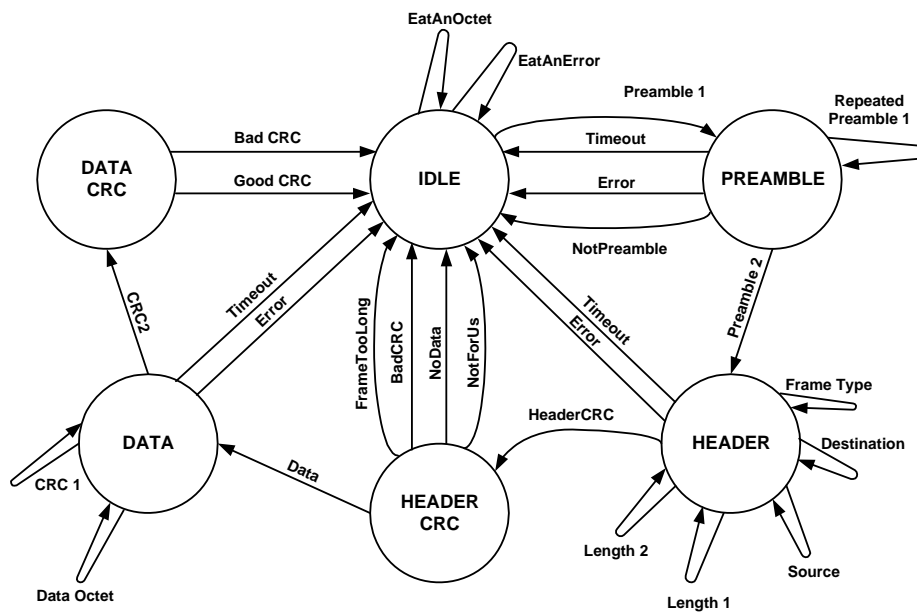 EatAnOctet
EatAnError
Preamble 1
Repeated
Preamble 1
Bad CRC
Timeout
DATA
CRC
IDLE
PREAMBLE
Good CRC
Error
NotPreamble
Preamble 2
CRC2
Timeout
Error
FrameTooLong
BadCRC
NoData
NotForUs
Timeout
Error
Frame Type
HeaderCRC
DATA
HEADER
Destination
Data
CRC 1
HEADER
CRC
Length 2
Source
Data Octet
Length 1